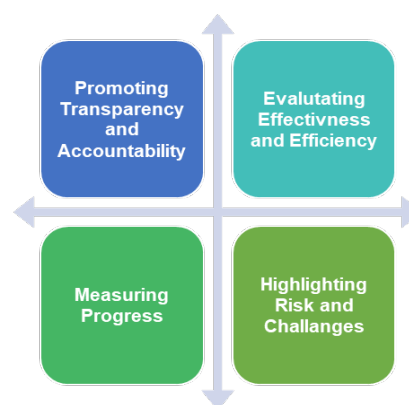 Promoting
Transparency
and
Accountability
Evalutating
Effectivness
and Efficiency
Measuring
Progress
Highlighting
Risk and
Challanges